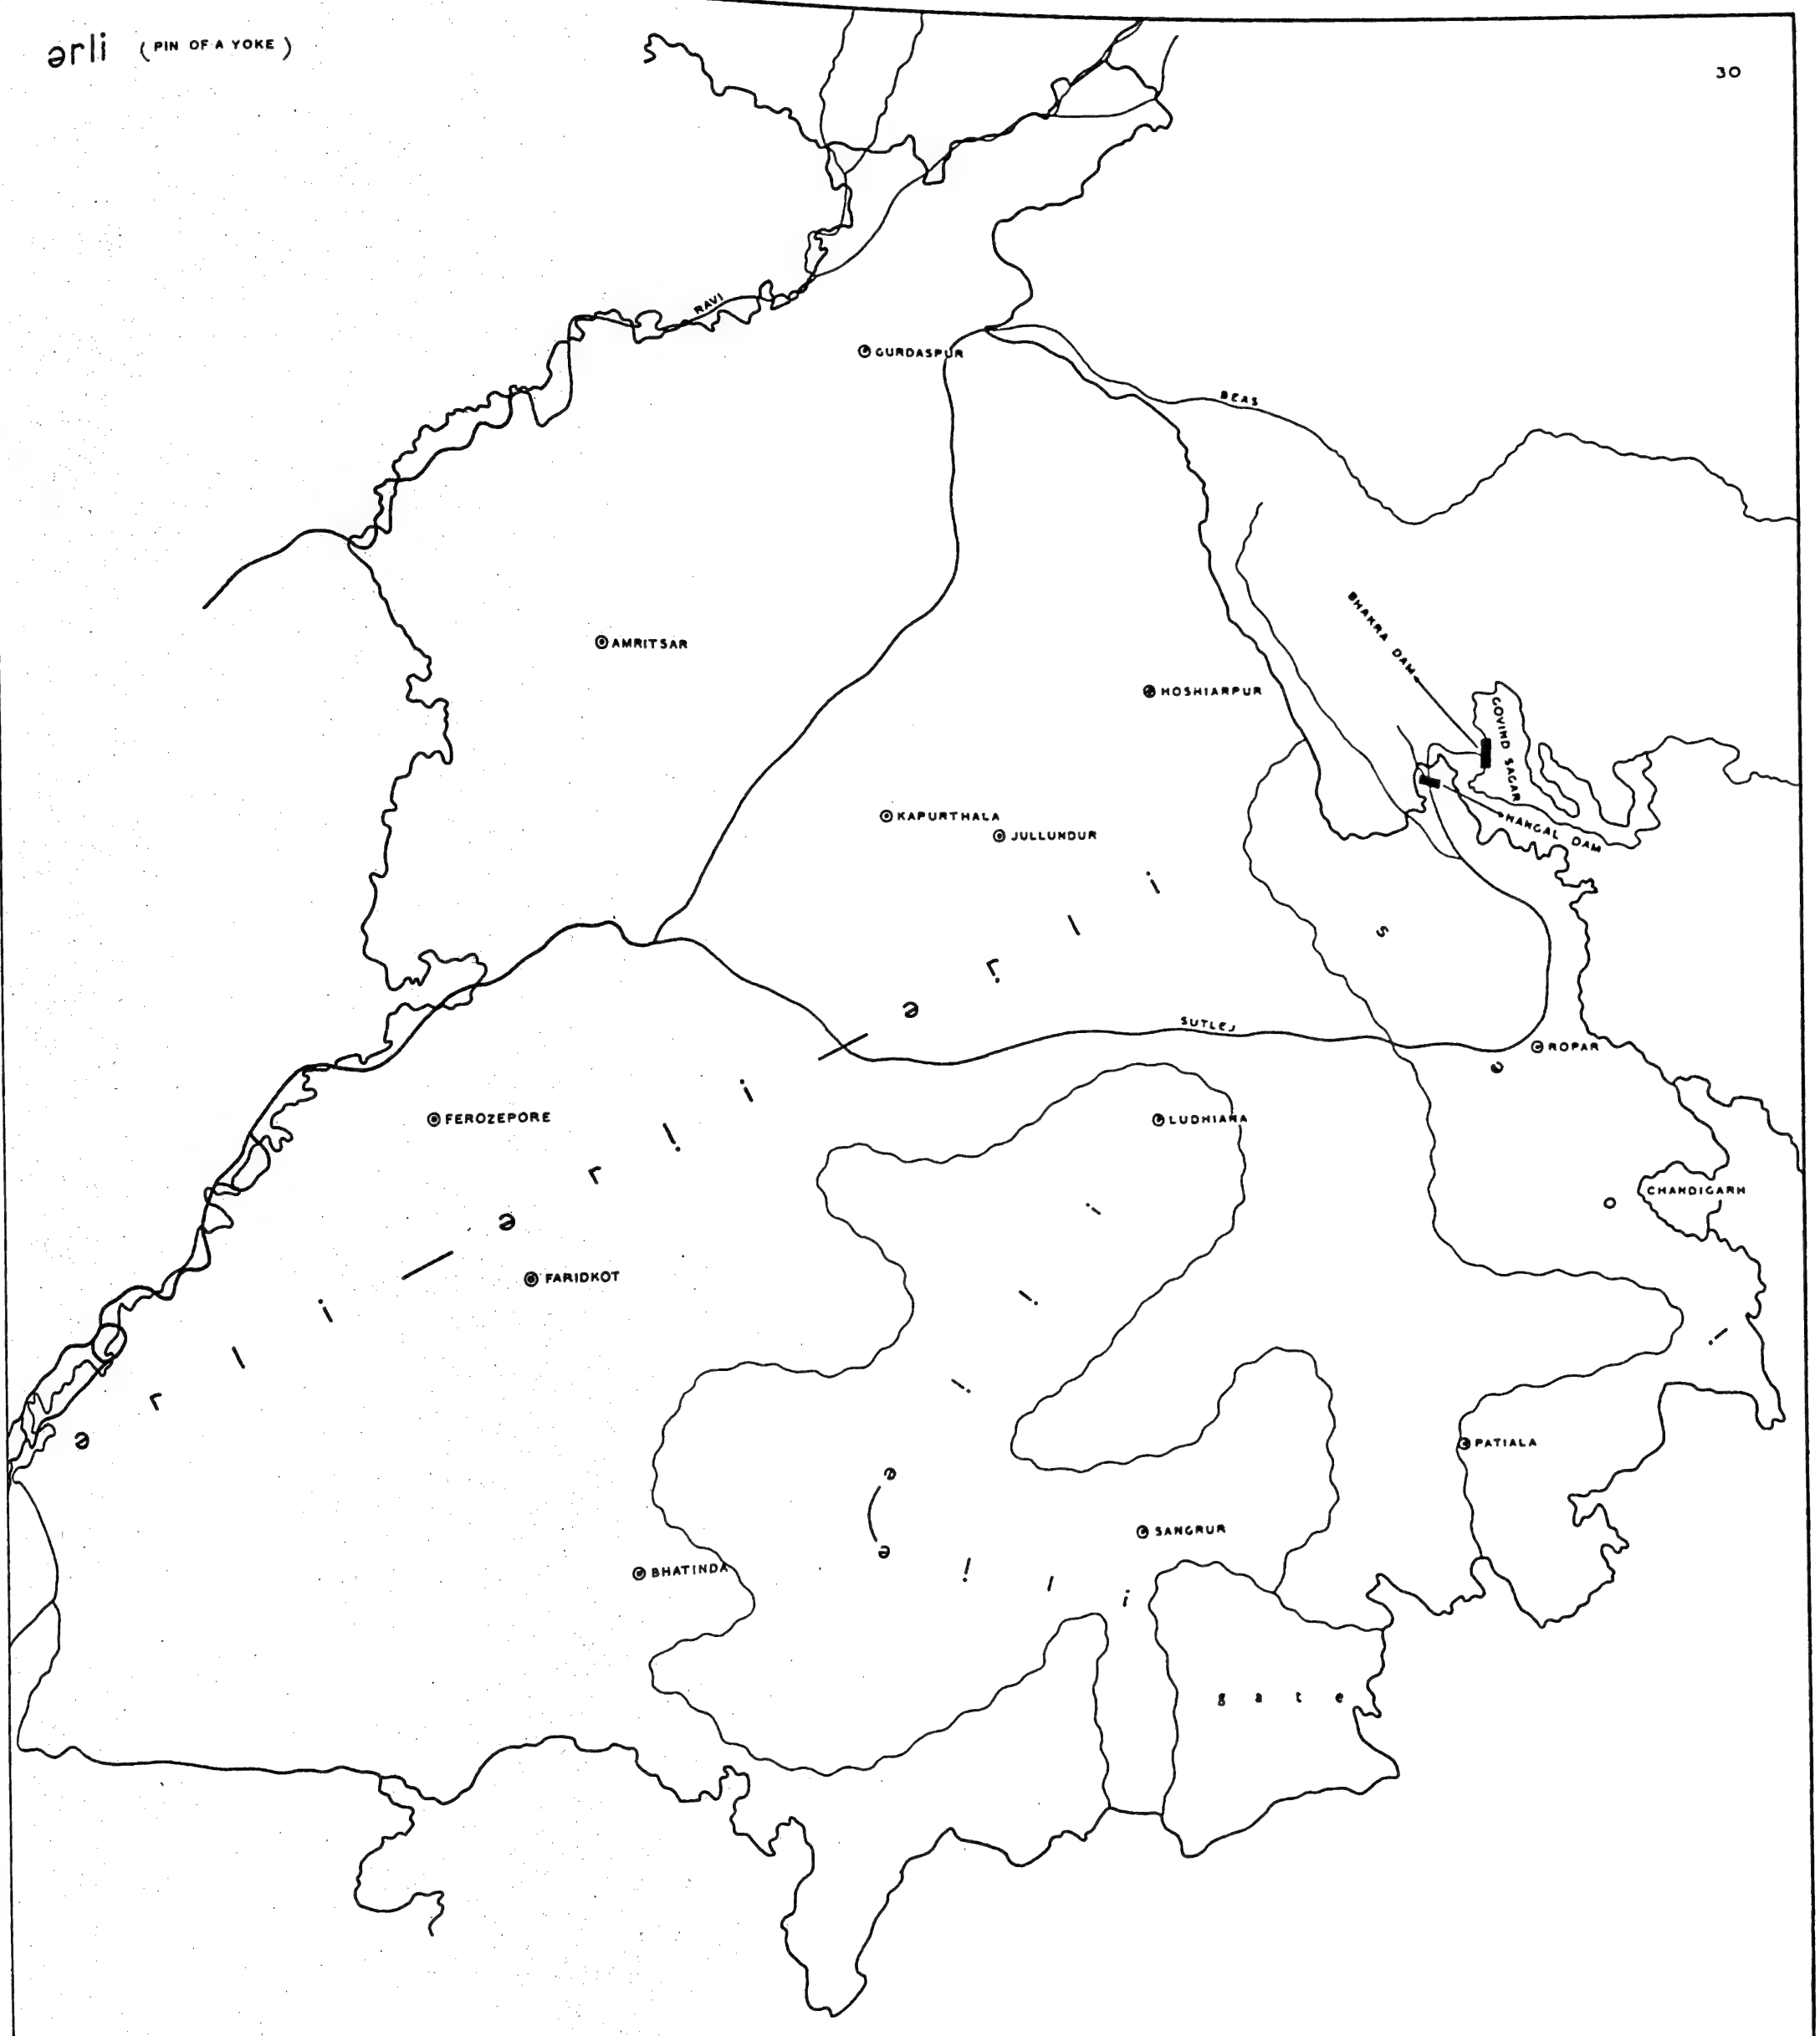 ərli (PIN OF A YOKE)
30
RAVI
GURDASPUR
BEAS
AMRITSAR
BHAKRA DAM
HOSHIARPUR
GOVIND SAGAR
KAPURTHALA
JULLUNDUR
NANGAL DAM
SUTLEJ
ROPAR
FEROZEPORE
LUDHIANA
CHANDIGARH
FARIDKOT
PATIALA
SANGRUR
BHATINDA
gate